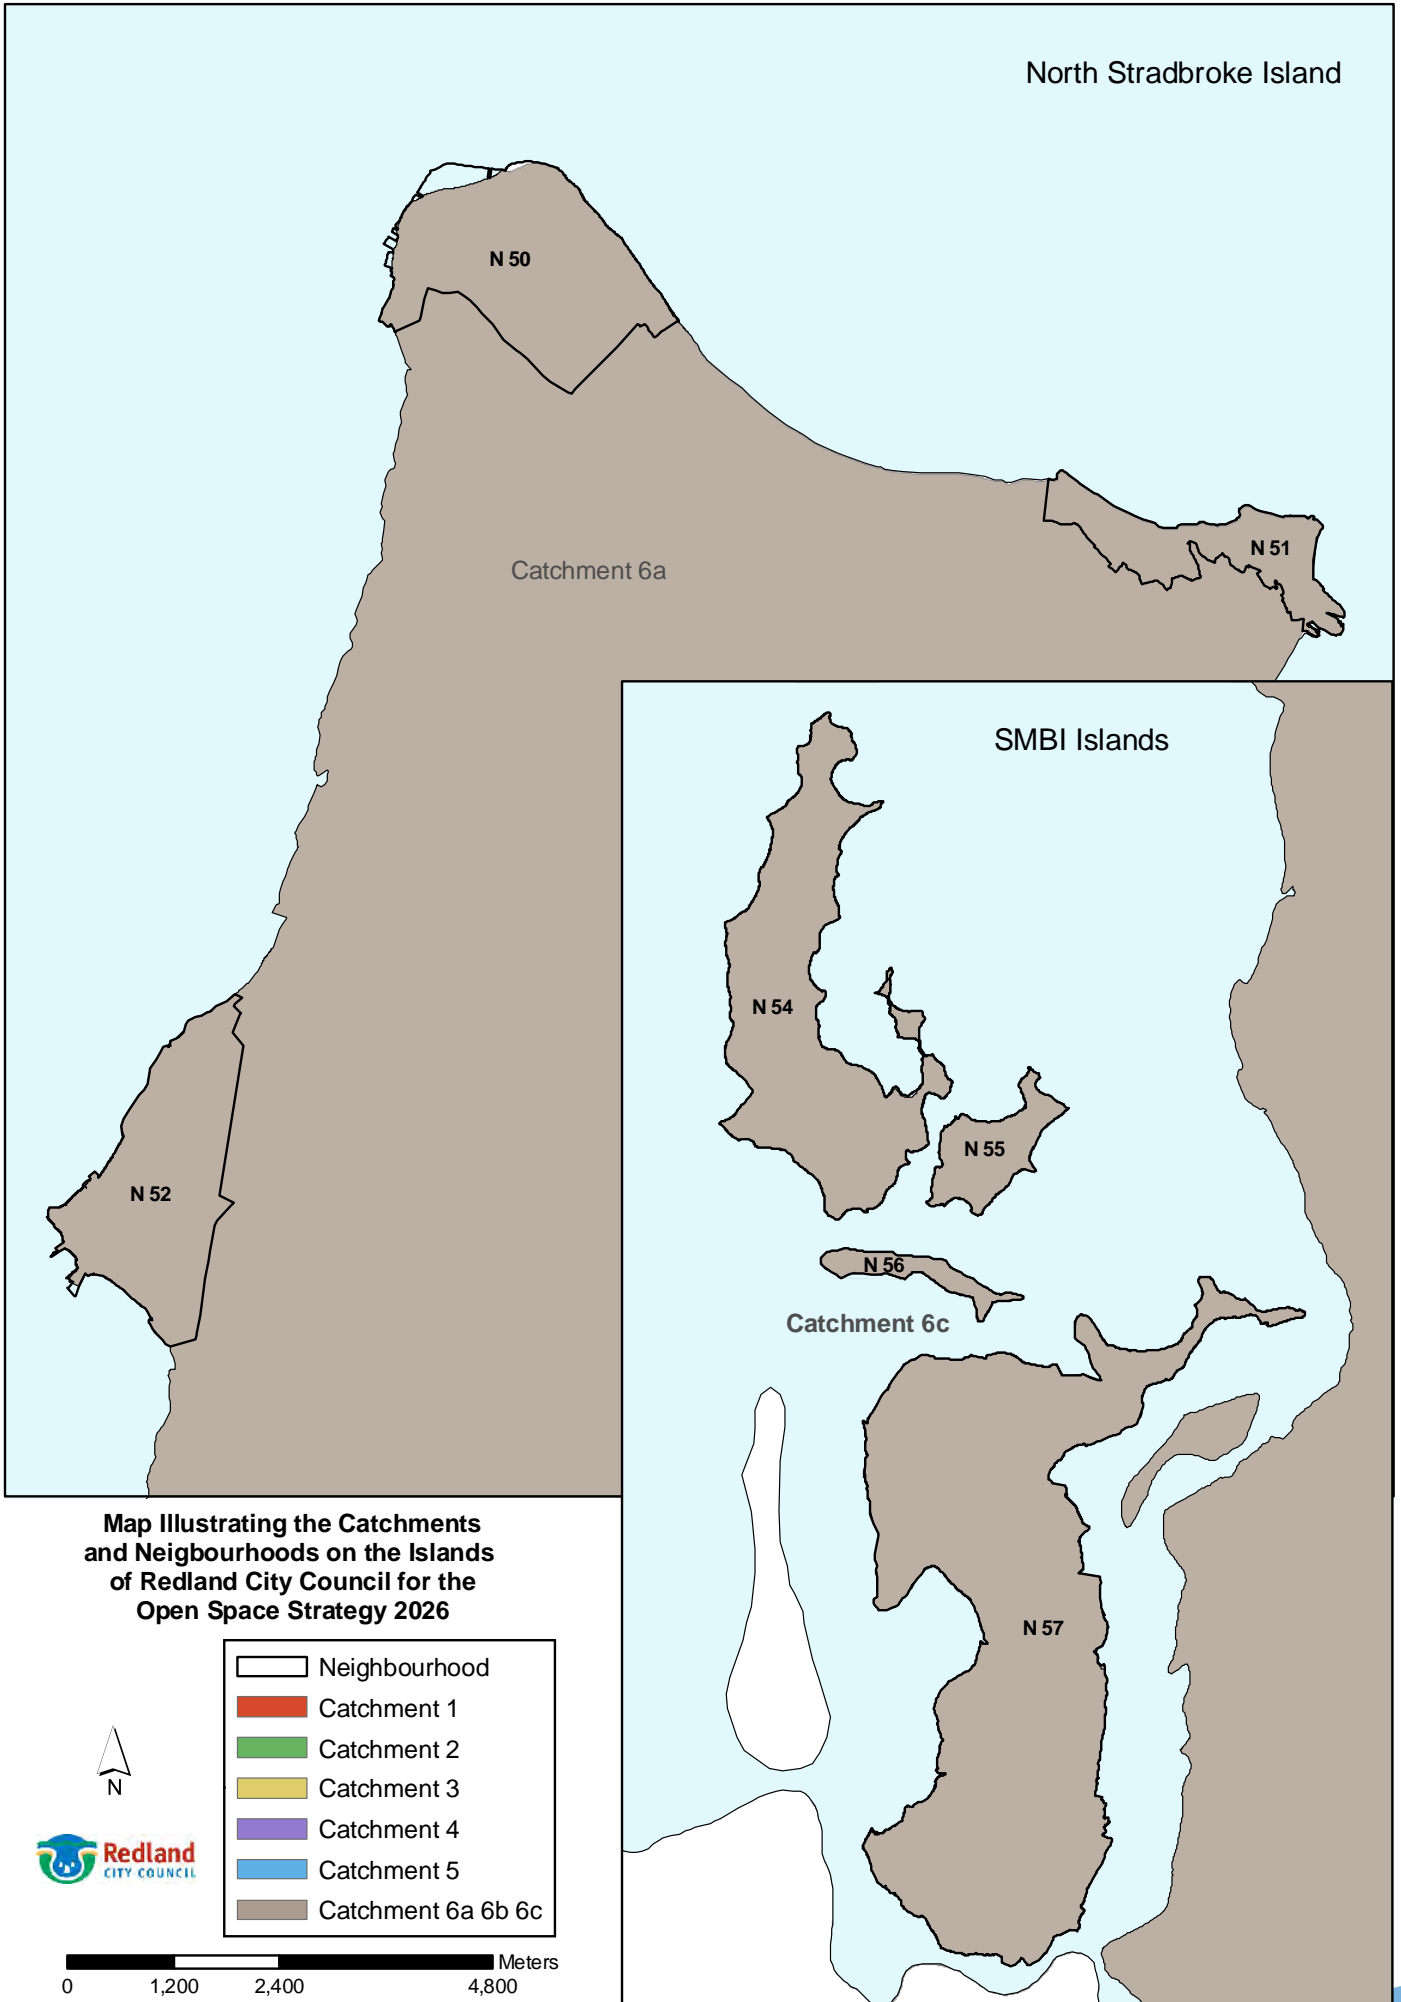 North Stradbroke Island
N 50
N 51
Catchment 6a
SMBI Islands
N 54
N 55
N 52
N 56
Catchment 6c
N 57
Map Illustrating the Catchments
and Neigbourhoods on the Islands
of Redland City Council for the
Open Space Strategy 2026
Neighbourhood
Catchment 1
Catchment 2
Catchment 3
Catchment 4
Catchment 5
Catchment 6a 6b 6c
N
Redland
CITY COUNCIL
Meters
0 1,200 2,400 4,800